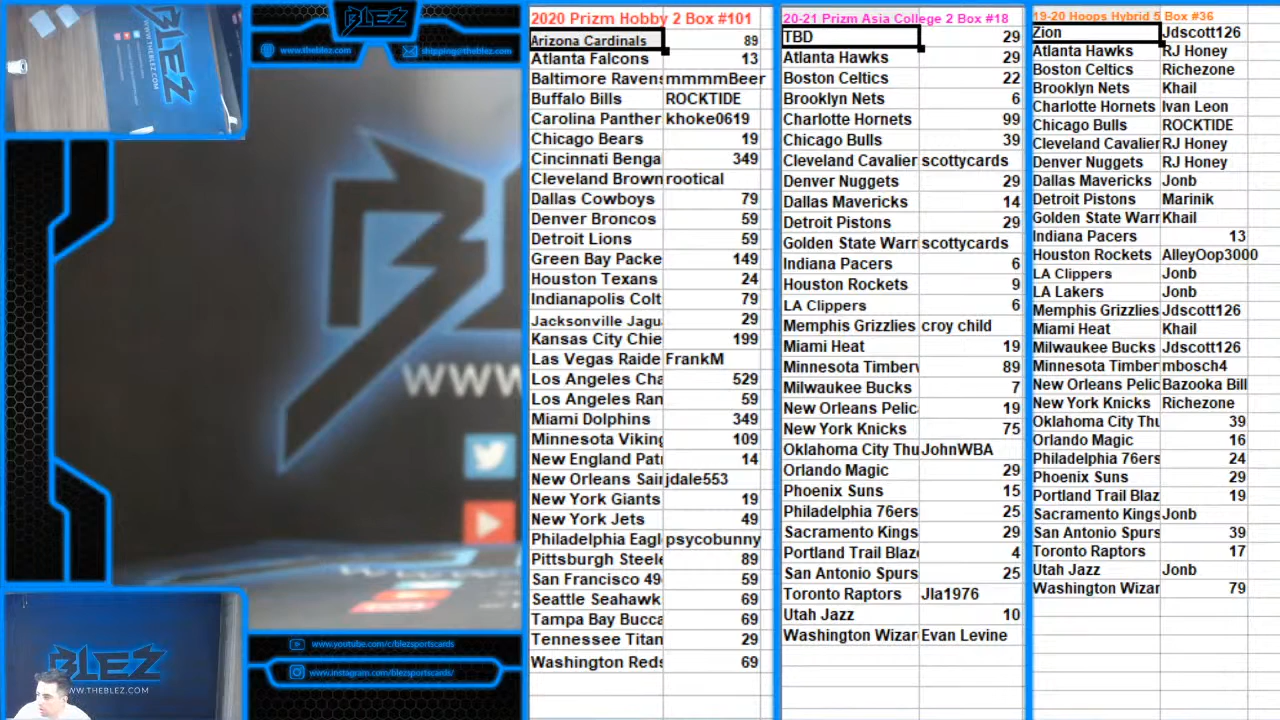 BLEZ
www.theblez.com
shipping@theblez.com
BLEZ
WWW.THEBLEZ
www.youtube.com/c/blezsportscards
www.instagram.com/blezsportscards/
BLEZ
WWW.THEBLEZ.COM
2020 Prizm Hobby 2 Box #101
Arizona Cardinals 89
Atlanta Falcons 13
Baltimore Ravens mmmmBeer
Buffalo Bills ROCKTIDE
Carolina Panther khoke0619
Chicago Bears 19
Cincinnati Benga 349
Cleveland Brown rootical
Dallas Cowboys 79
Denver Broncos 59
Detroit Lions 59
Green Bay Packe 149
Houston Texans 24
Indianapolis Colt 79
Jacksonville Jagu 29
Kansas City Chie 199
Las Vegas Raide FrankM
Los Angeles Cha 529
Los Angeles Ran 59
Miami Dolphins 349
Minnesota Viking 109
New England Patr 14
New Orleans Sai jdale553
New York Giants 19
New York Jets 49
Philadelphia Eagl psycobunny
Pittsburgh Steele 89
San Francisco 49 59
Seattle Seahawk 69
Tampa Bay Bucca 69
Tennessee Titan 29
Washington Reds 69
20-21 Prizm Asia College 2 Box #18
TBD 29
Atlanta Hawks 29
Boston Celtics 22
Brooklyn Nets 6
Charlotte Hornets 99
Chicago Bulls 39
Cleveland Cavalier scottycards
Denver Nuggets 29
Dallas Mavericks 14
Detroit Pistons 29
Golden State Warr scottycards
Indiana Pacers 6
Houston Rockets 9
LA Clippers 6
Memphis Grizzlies croy child
Miami Heat 19
Minnesota Timberv 89
Milwaukee Bucks 7
New Orleans Pelic 19
New York Knicks 75
Oklahoma City Thu JohnWBA
Orlando Magic 29
Phoenix Suns 15
Philadelphia 76ers 25
Sacramento Kings 29
Portland Trail Blaz 4
San Antonio Spurs 25
Toronto Raptors Jla1976
Utah Jazz 10
Washington Wizar Evan Levine
19-20 Hoops Hybrid 5 Box #36
Zion Jdscott126
Atlanta Hawks RJ Honey
Boston Celtics Richezone
Brooklyn Nets Khail
Charlotte Hornets Ivan Leon
Chicago Bulls ROCKTIDE
Cleveland Cavalier RJ Honey
Denver Nuggets RJ Honey
Dallas Mavericks Jonb
Detroit Pistons Marinik
Golden State Warr Khail
Indiana Pacers 13
Houston Rockets AlleyOop3000
LA Clippers Jonb
LA Lakers Jonb
Memphis Grizzlies Jdscott126
Miami Heat Khail
Milwaukee Bucks Jdscott126
Minnesota Timber mbosch4
New Orleans Pelic Bazooka Bill
New York Knicks Richezone
Oklahoma City Thu 39
Orlando Magic 16
Philadelphia 76ers 24
Phoenix Suns 29
Portland Trail Blaz 19
Sacramento Kings Jonb
San Antonio Spurs 39
Toronto Raptors 17
Utah Jazz Jonb
Washington Wizar 79